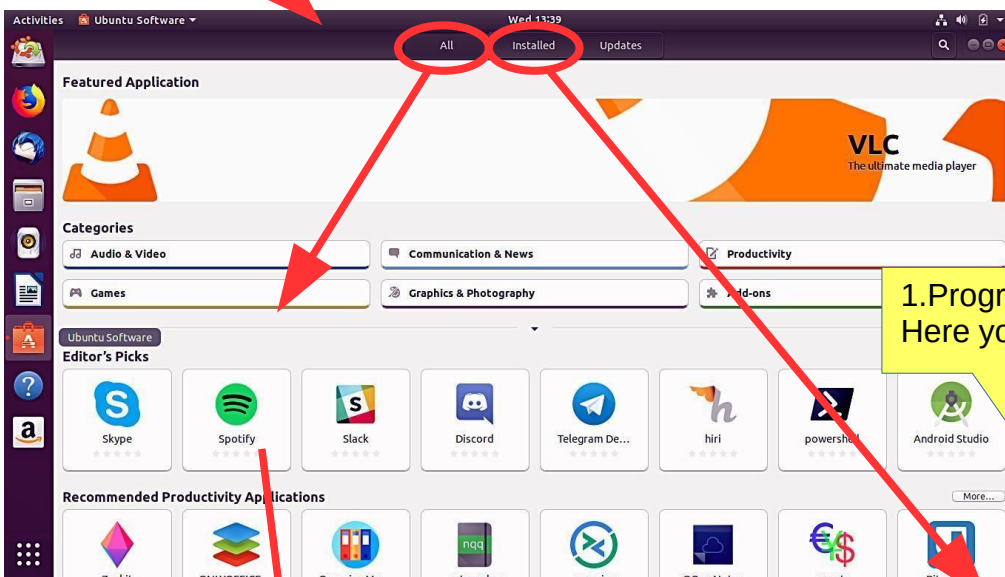 Activities Ubuntu Software Wed 13:39
All Installed Updates
Featured Application
VLC
The ultimate media player
Categories
Audio & Video Communication & News Productivity
Games Graphics & Photography Add-ons
1.Progr
Here yo
Ubuntu Software
Editor's Picks
Skype Spotify Slack Discord Telegram De... hiri powershell Android Studio
Recommended Productivity Applications More...
nqq
a